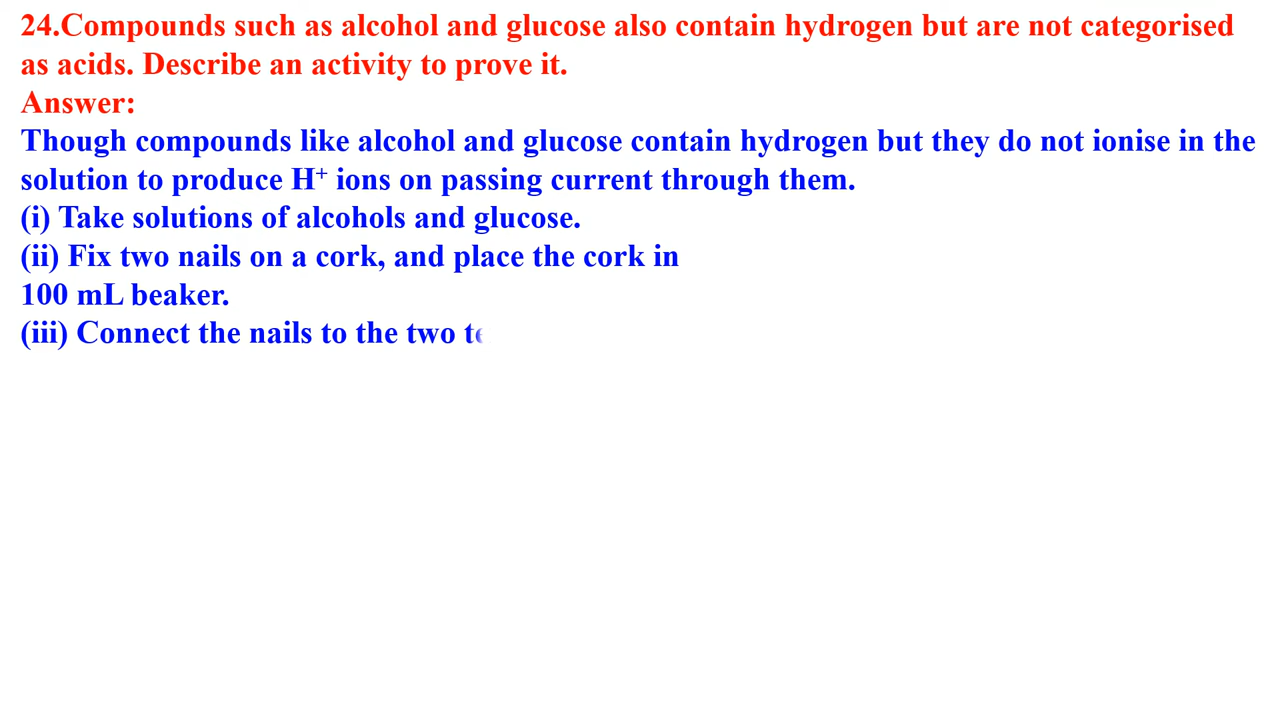 24.Compounds such as alcohol and glucose also contain hydrogen but are not categorised
as acids. Describe an activity to prove it.
Answer:
Though compounds like alcohol and glucose contain hydrogen but they do not ionise in the
solution to produce H⁺ ions on passing current through them.
(i) Take solutions of alcohols and glucose.
(ii) Fix two nails on a cork, and place the cork in
100 mL beaker.
(iii) Connect the nails to the two